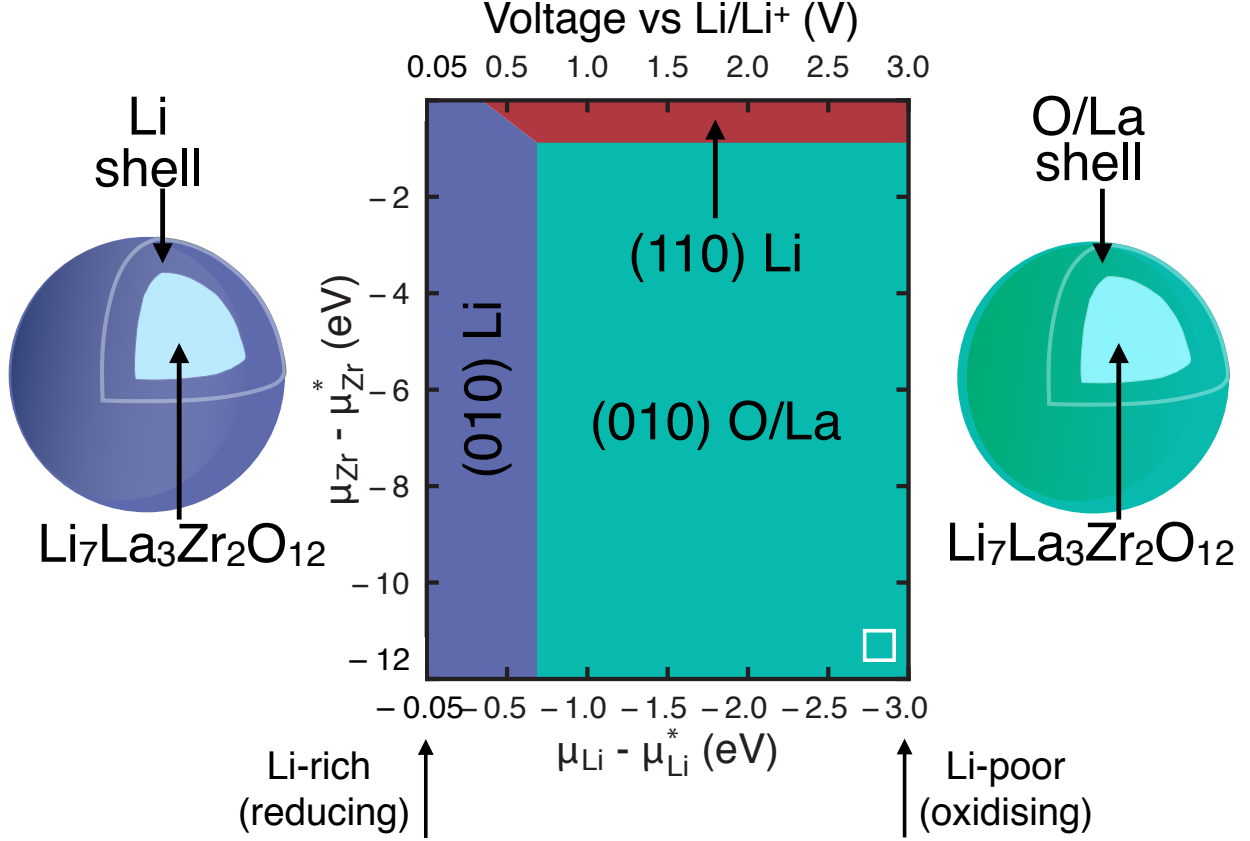 Voltage vs Li/Li⁺ (V)
0.05 0.5 1.0 1.5 2.0 2.5 3.0
Li
shell
Li₇La₃Zr₂O₁₂
μZr - μ*Zr (eV)
− 2
− 4
− 6
− 8
− 10
− 12
(010) Li
(110) Li
(010) O/La
O/La
shell
Li₇La₃Zr₂O₁₂
− 0.05 − 0.5 − 1.0 − 1.5 − 2.0 − 2.5 − 3.0
μLi - μ*Li (eV)
Li-rich
(reducing)
Li-poor
(oxidising)